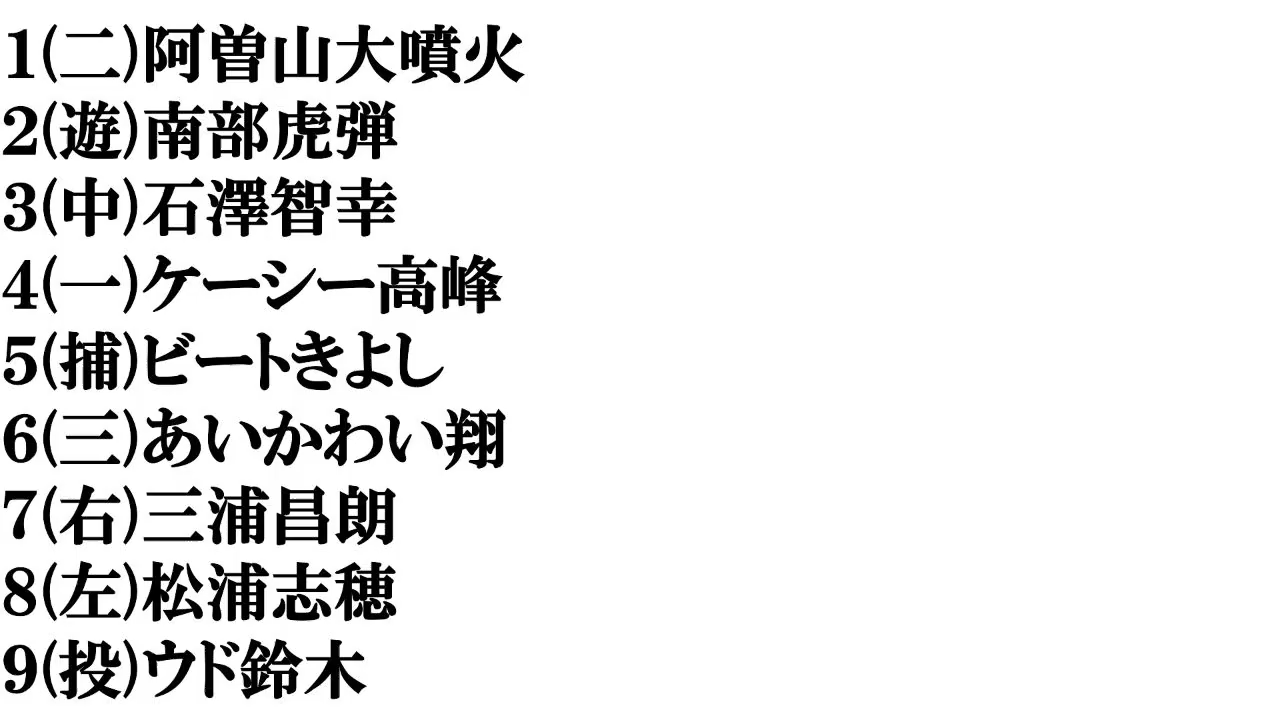 1(二)阿曽山大噴火
2(遊)南部虎弾
3(中)石澤智幸
4(一)ケーシー高峰
5(捕)ビートきよし
6(三)あいかわい翔
7(右)三浦昌朗
8(左)松浦志穂
9(投)ウド鈴木